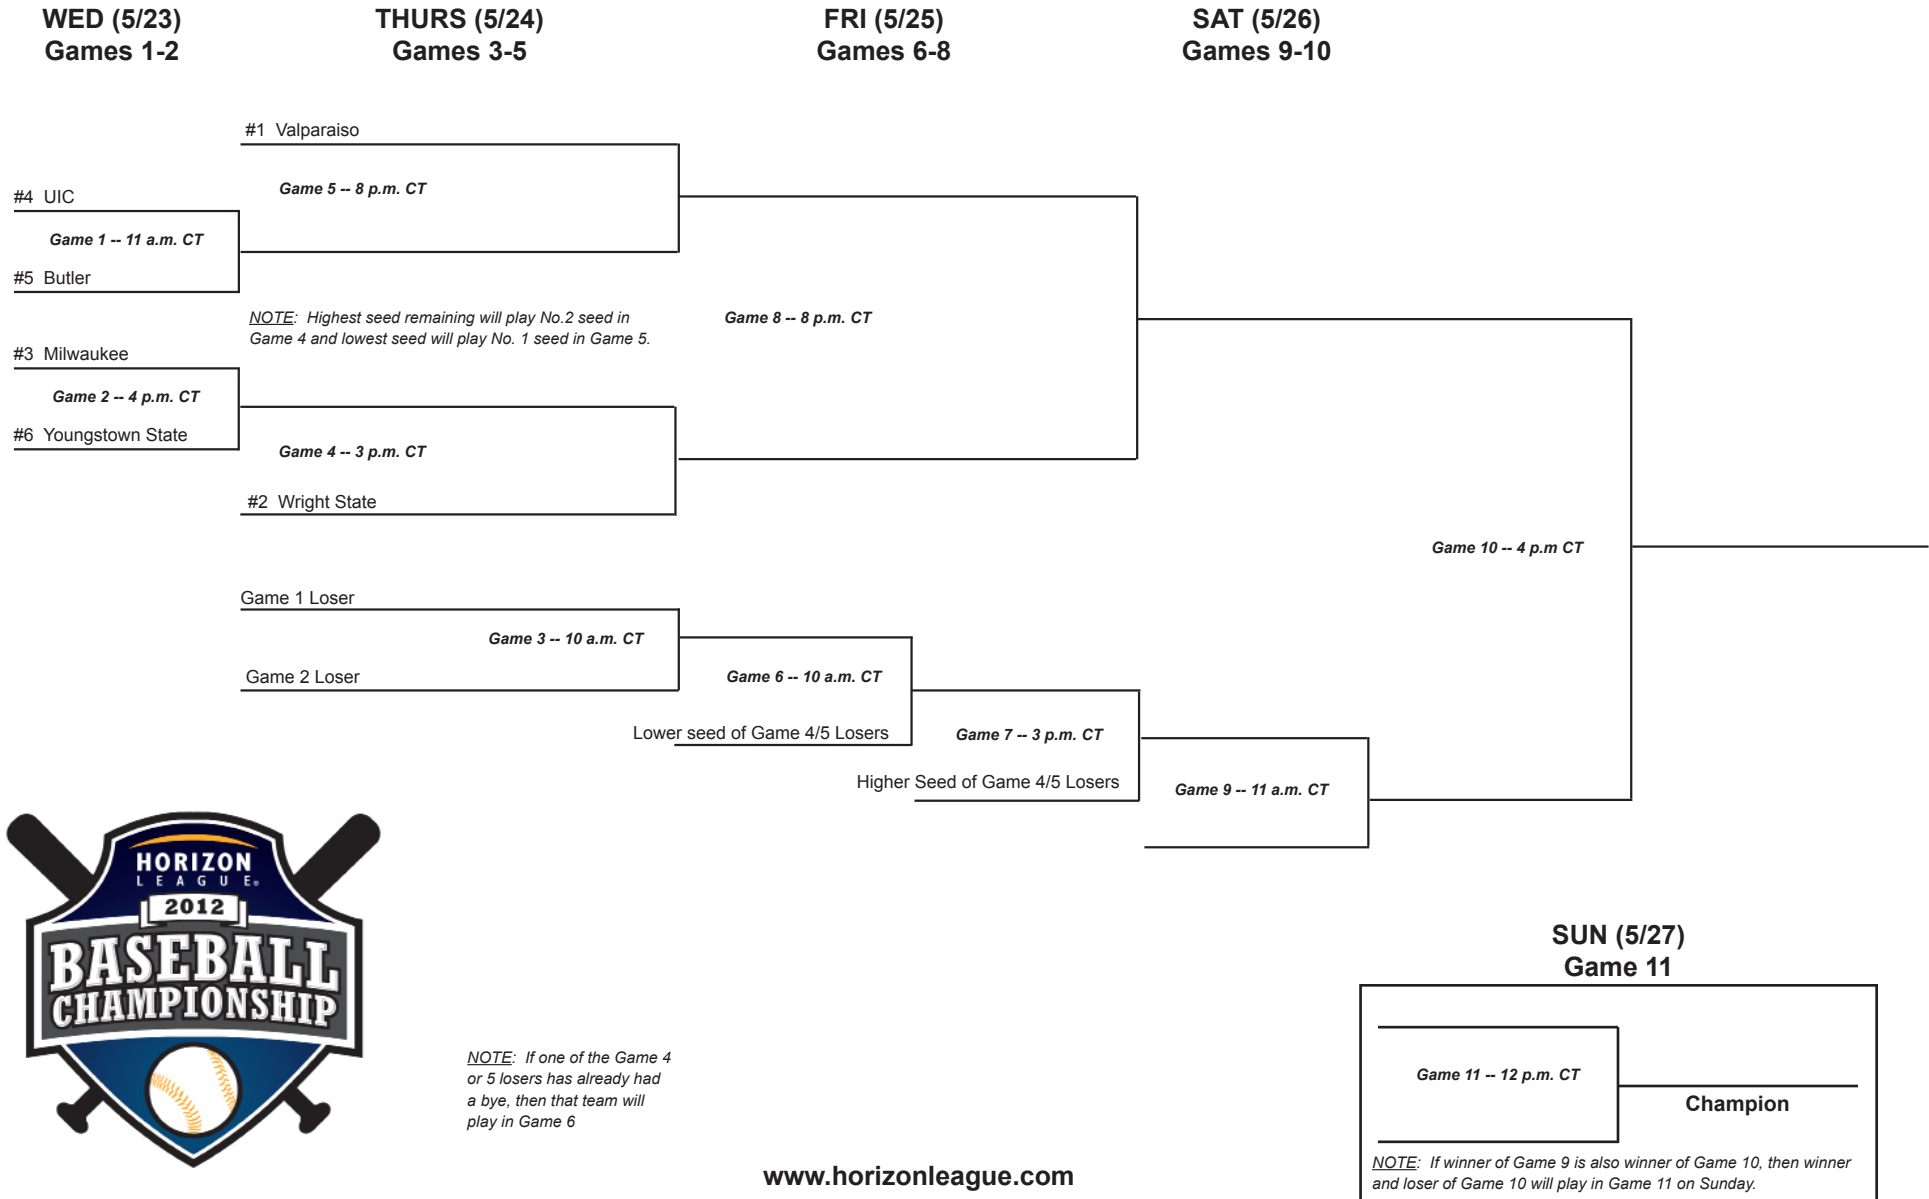 WED (5/23)
Games 1-2
THURS (5/24)
Games 3-5
FRI (5/25)
Games 6-8
SAT (5/26)
Games 9-10
#1 Valparaiso
Game 5 -- 8 p.m. CT
#4 UIC
Game 1 -- 11 a.m. CT
#5 Butler
NOTE: Highest seed remaining will play No.2 seed in
Game 4 and lowest seed will play No. 1 seed in Game 5.
Game 8 -- 8 p.m. CT
#3 Milwaukee
Game 2 -- 4 p.m. CT
#6 Youngstown State
Game 4 -- 3 p.m. CT
#2 Wright State
Game 10 -- 4 p.m CT
Game 1 Loser
Game 3 -- 10 a.m. CT
Game 2 Loser
Game 6 -- 10 a.m. CT
Lower seed of Game 4/5 Losers
Game 7 -- 3 p.m. CT
Higher Seed of Game 4/5 Losers
Game 9 -- 11 a.m. CT
HORIZON
LEAGUE®
2012
BASEBALL
CHAMPIONSHIP
NOTE: If one of the Game 4
or 5 losers has already had
a bye, then that team will
play in Game 6
www.horizonleague.com
SUN (5/27)
Game 11
Game 11 -- 12 p.m. CT
Champion
NOTE: If winner of Game 9 is also winner of Game 10, then winner
and loser of Game 10 will play in Game 11 on Sunday.